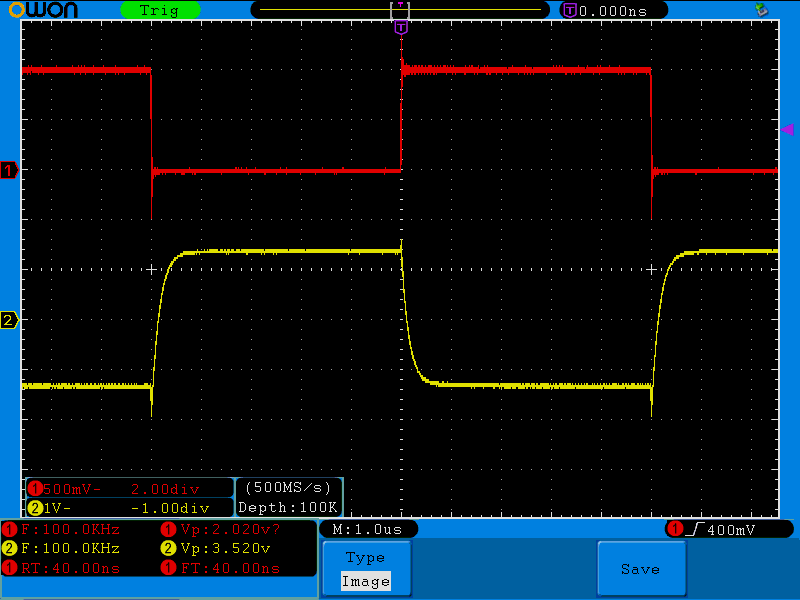 OWON Trig T T 0.000ns
T
1
2
1 500mV- 2.00div (500MS/s)
2 1V- -1.00div Depth:100K
1 F:100.0KHz 1 Vp:2.020v? M:1.0us 1 400mV
2 F:100.0KHz 2 Vp:3.520v Type
1 RT:40.00ns 1 FT:40.00ns Image Save